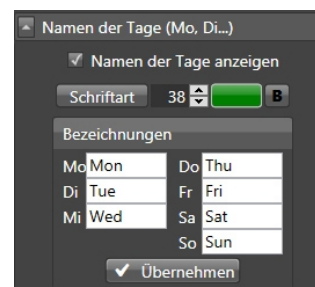 Namen der Tage (Mo, Di...)
Namen der Tage anzeigen
Schriftart 38 B
Bezeichnungen
Mo Mon Do Thu
Di Tue Fr Fri
Mi Wed Sa Sat
So Sun
Übernehmen